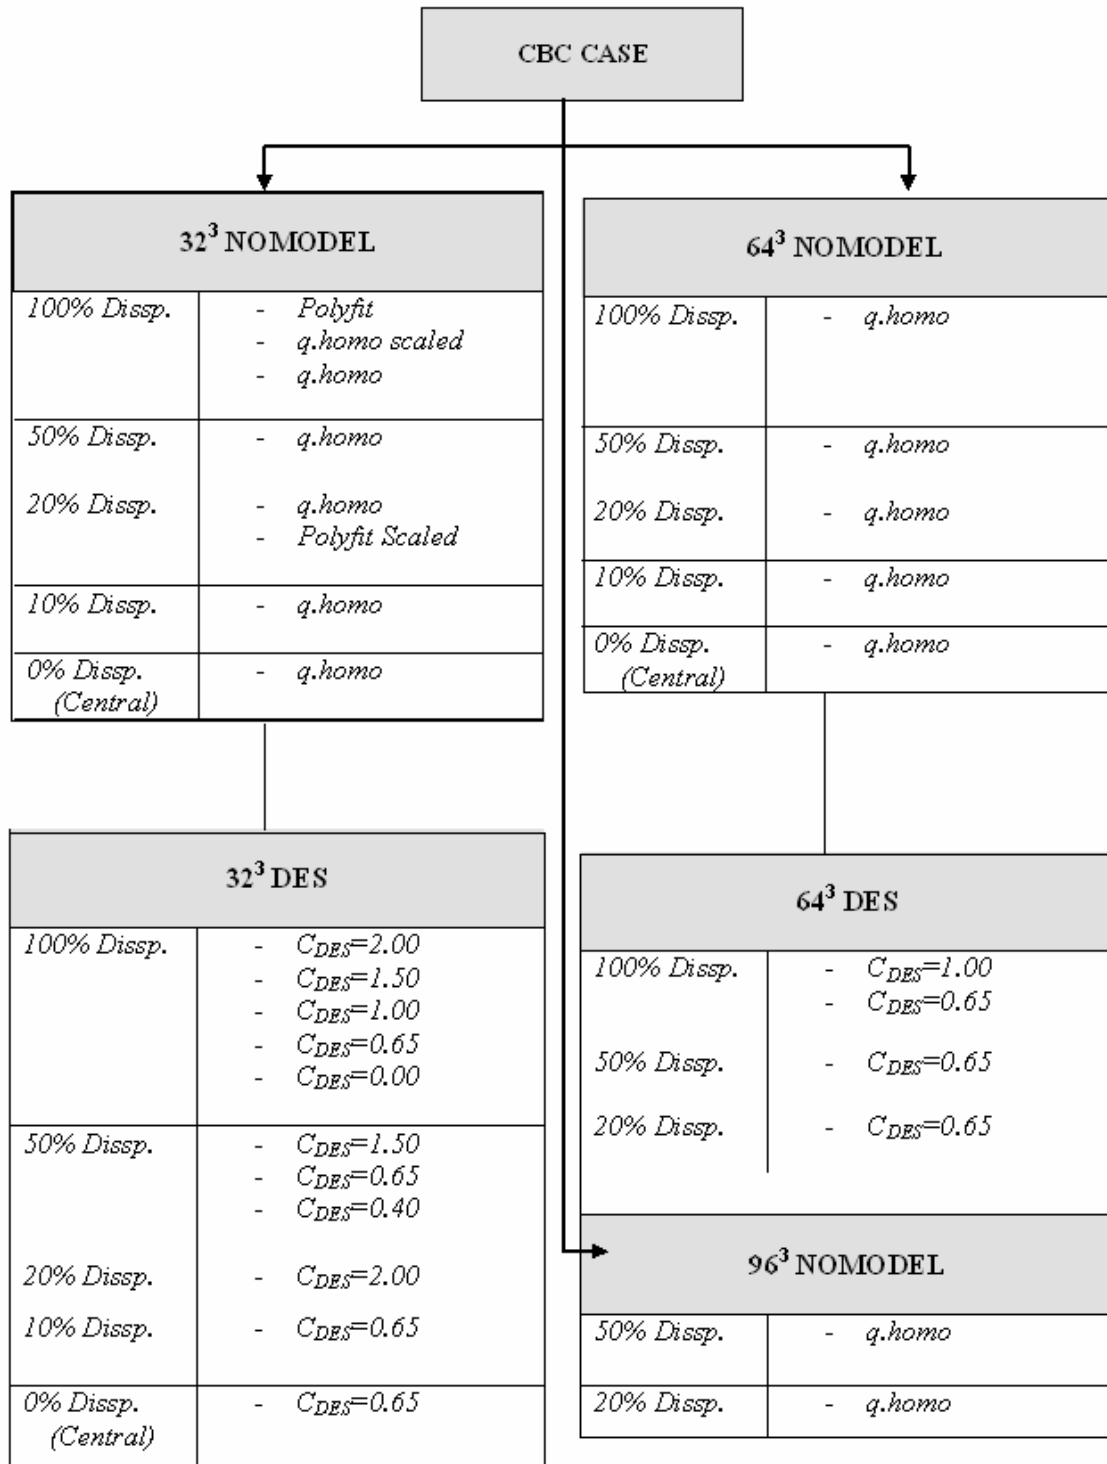 CBC CASE
32³ NOMODEL
100% Dissp. - Polyfit
- q.homo scaled
- q.homo
50% Dissp. - q.homo
20% Dissp. - q.homo
- Polyfit Scaled
10% Dissp. - q.homo
0% Dissp. - q.homo
(Central)
64³ NOMODEL
100% Dissp. - q.homo
50% Dissp. - q.homo
20% Dissp. - q.homo
10% Dissp. - q.homo
0% Dissp. - q.homo
(Central)
32³ DES
100% Dissp. - C_DES=2.00
- C_DES=1.50
- C_DES=1.00
- C_DES=0.65
- C_DES=0.00
50% Dissp. - C_DES=1.50
- C_DES=0.65
- C_DES=0.40
20% Dissp. - C_DES=2.00
10% Dissp. - C_DES=0.65
0% Dissp. - C_DES=0.65
(Central)
64³ DES
100% Dissp. - C_DES=1.00
- C_DES=0.65
50% Dissp. - C_DES=0.65
20% Dissp. - C_DES=0.65
96³ NOMODEL
50% Dissp. - q.homo
20% Dissp. - q.homo